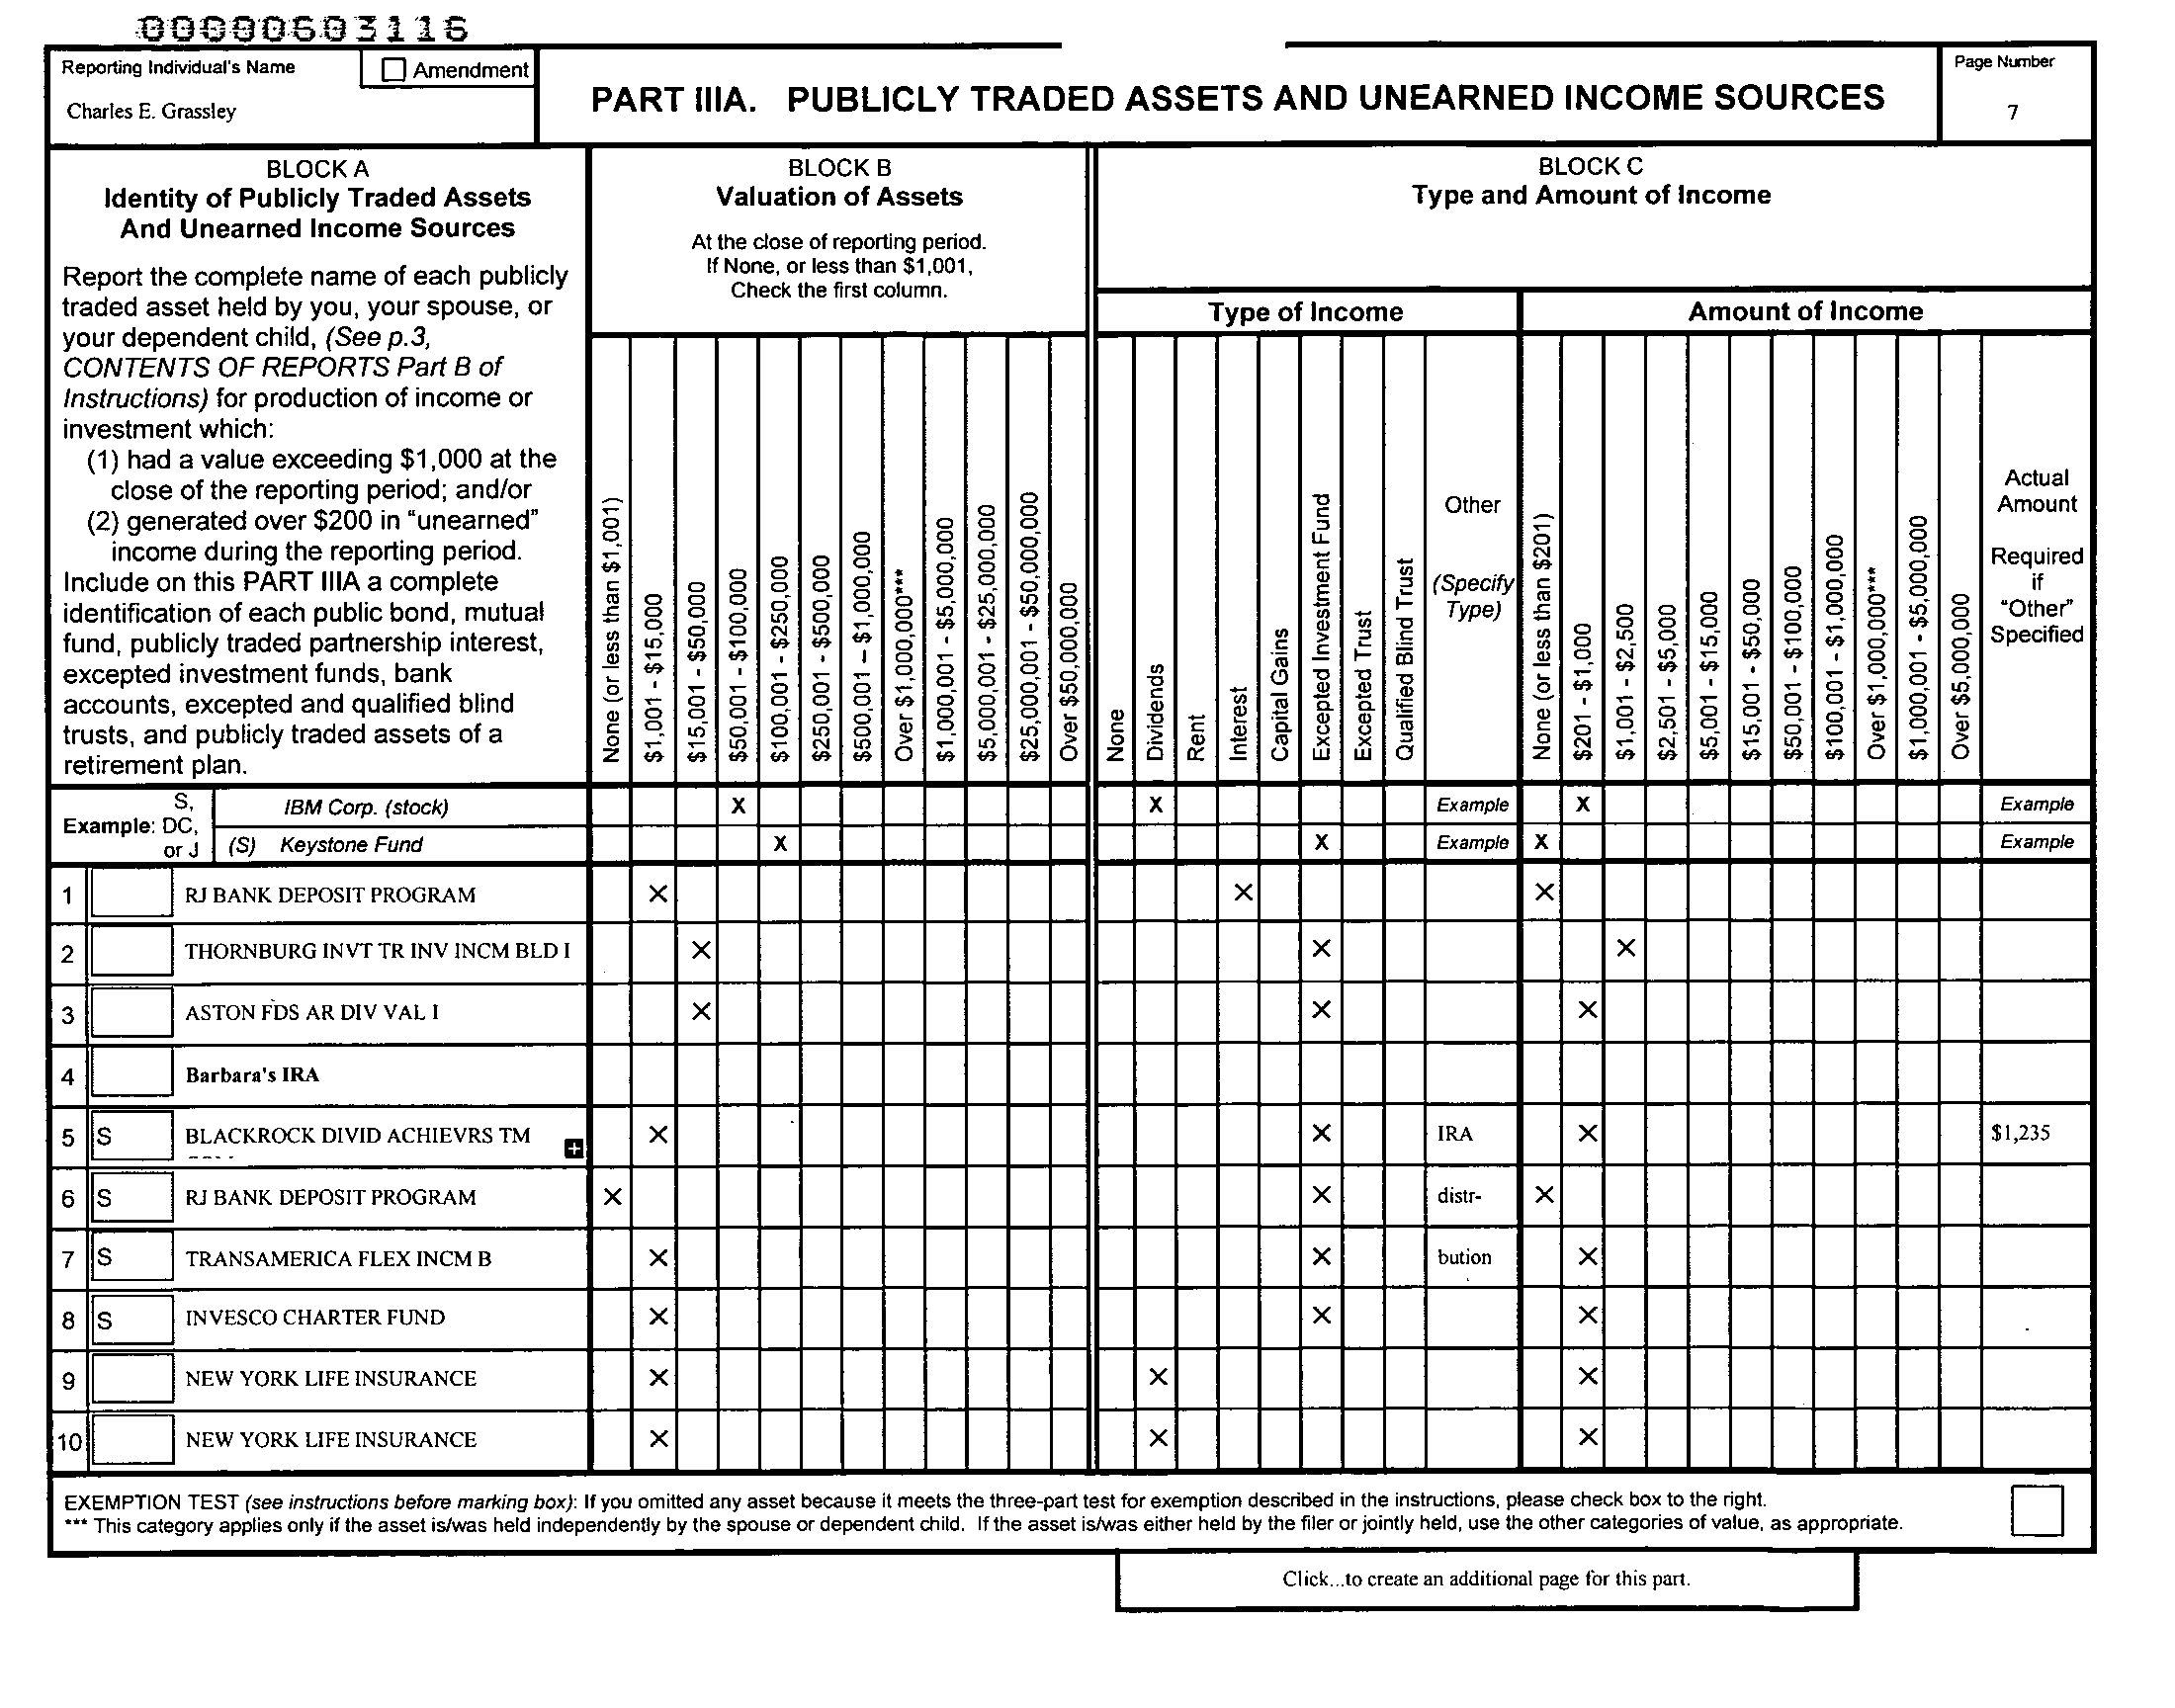 00000603116
Reporting Individual's Name
Amendment
Charles E. Grassley
PART IIIA. PUBLICLY TRADED ASSETS AND UNEARNED INCOME SOURCES
Page Number
7
BLOCK A
Identity of Publicly Traded Assets
And Unearned Income Sources
Report the complete name of each publicly
traded asset held by you, your spouse, or
your dependent child, (See p.3,
CONTENTS OF REPORTS Part B of
Instructions) for production of income or
investment which:
(1) had a value exceeding $1,000 at the
close of the reporting period; and/or
(2) generated over $200 in "unearned"
income during the reporting period.
Include on this PART IIIA a complete
identification of each public bond, mutual
fund, publicly traded partnership interest,
excepted investment funds, bank
accounts, excepted and qualified blind
trusts, and publicly traded assets of a
retirement plan.
BLOCK B
Valuation of Assets
At the close of reporting period.
If None, or less than $1,001,
Check the first column.
None (or less than $1,001)
$1,001 - $15,000
$15,001 - $50,000
$50,001 - $100,000
$100,001 - $250,000
$250,001 - $500,000
$500,001 – $1,000,000
Over $1,000,000***
$1,000,001 - $5,000,000
$5,000,001 - $25,000,000
$25,000,001 - $50,000,000
Over $50,000,000
BLOCK C
Type and Amount of Income
Type of Income
None
Dividends
Rent
Interest
Capital Gains
Excepted Investment Fund
Excepted Trust
Qualified Blind Trust
Other
(Specify
Type)
Amount of Income
None (or less than $201)
$201 - $1,000
$1,001 - $2,500
$2,501 - $5,000
$5,001 - $15,000
$15,001 - $50,000
$50,001 - $100,000
$100,001 - $1,000,000
Over $1,000,000***
$1,000,001 - $5,000,000
Over $5,000,000
Actual
Amount
Required
if
"Other"
Specified
Example:
S,
DC,
or J
IBM Corp. (stock) X X Example X Example
(S) Keystone Fund X X Example X Example
1 RJ BANK DEPOSIT PROGRAM X X X
2 THORNBURG INVT TR INV INCM BLD I X X X
3 ASTON FDS AR DIV VAL I X X X
4 Barbara's IRA
5 S BLACKROCK DIVID ACHIEVRS TM + X X IRA X $1,235
6 S RJ BANK DEPOSIT PROGRAM X X distr- X
7 S TRANSAMERICA FLEX INCM B X X bution X
8 S INVESCO CHARTER FUND X X X
9 NEW YORK LIFE INSURANCE X X X
10 NEW YORK LIFE INSURANCE X X X
EXEMPTION TEST (see instructions before marking box): If you omitted any asset because it meets the three-part test for exemption described in the instructions, please check box to the right.
*** This category applies only if the asset is/was held independently by the spouse or dependent child. If the asset is/was either held by the filer or jointly held, use the other categories of value, as appropriate.
Click...to create an additional page for this part.